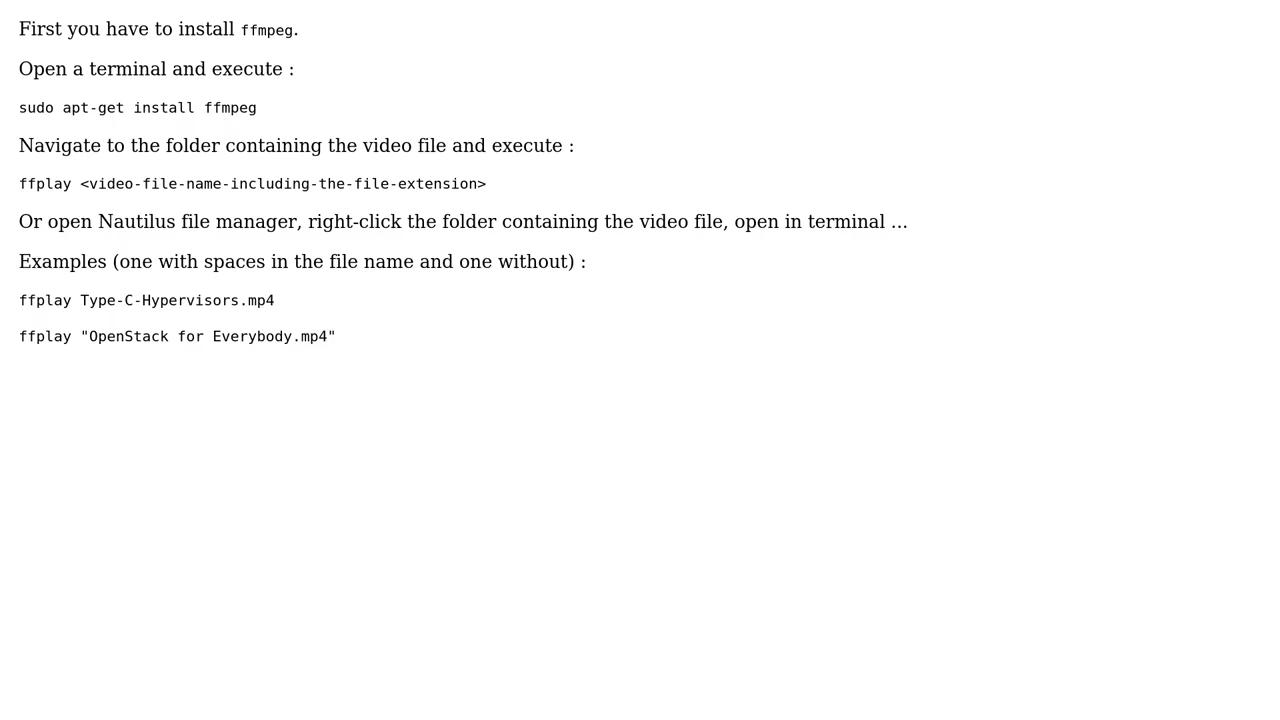 First you have to install ffmpeg.
Open a terminal and execute :
sudo apt-get install ffmpeg
Navigate to the folder containing the video file and execute :
ffplay <video-file-name-including-the-file-extension>
Or open Nautilus file manager, right-click the folder containing the video file, open in terminal ...
Examples (one with spaces in the file name and one without) :
ffplay Type-C-Hypervisors.mp4
ffplay "OpenStack for Everybody.mp4"